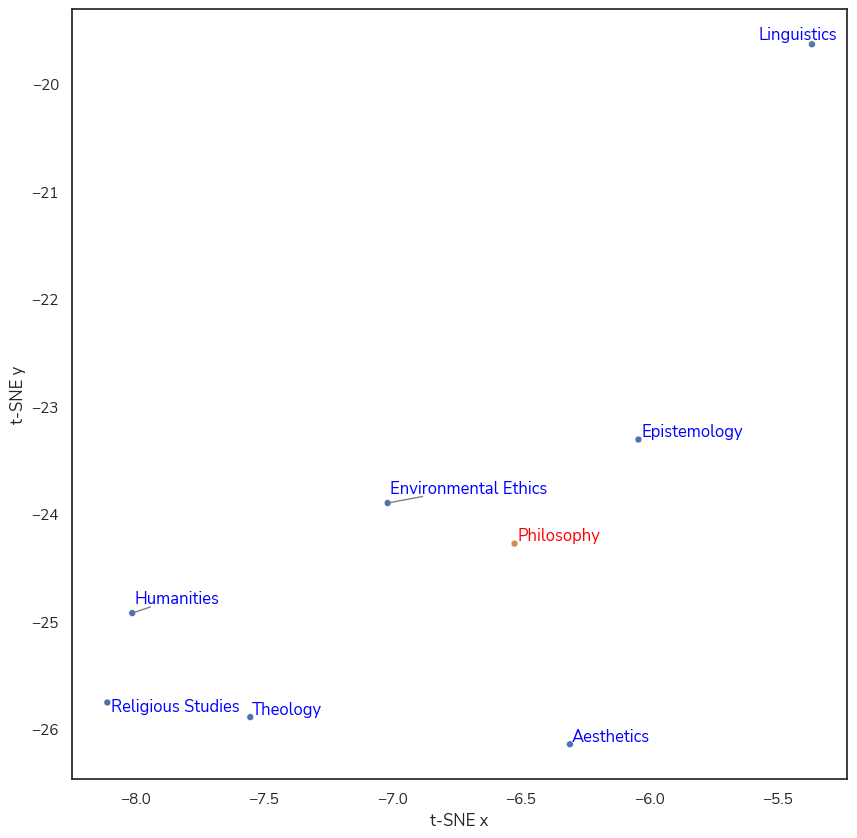 Linguistics
−20
−21
−22
−23
−24
−25
−26
t-SNE y
Epistemology
Environmental Ethics
Philosophy
Humanities
Religious Studies
Theology
Aesthetics
−8.0 −7.5 −7.0 −6.5 −6.0 −5.5
t-SNE x